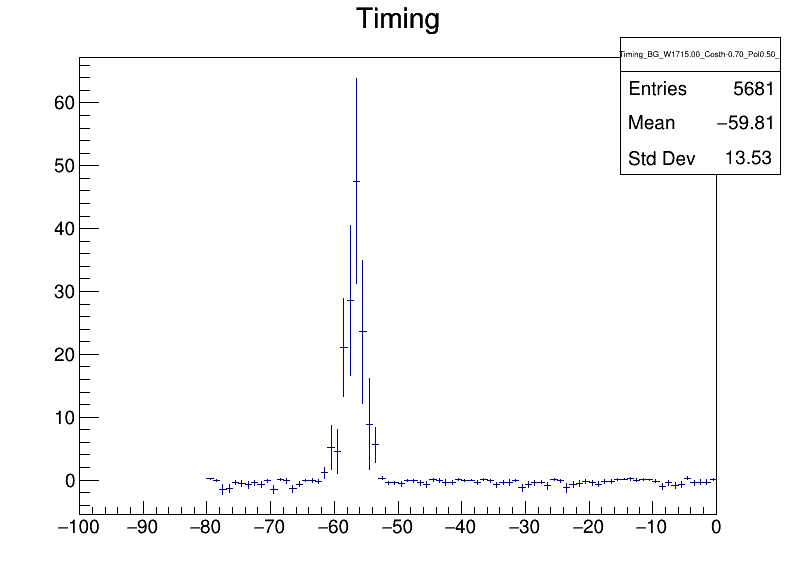 Timing
Timing_BG_W1715.00_Costh-0.70_Pol0.50_
Entries 5681
Mean −59.81
Std Dev 13.53
60
50
40
30
20
10
0
−100 −90 −80 −70 −60 −50 −40 −30 −20 −10 0